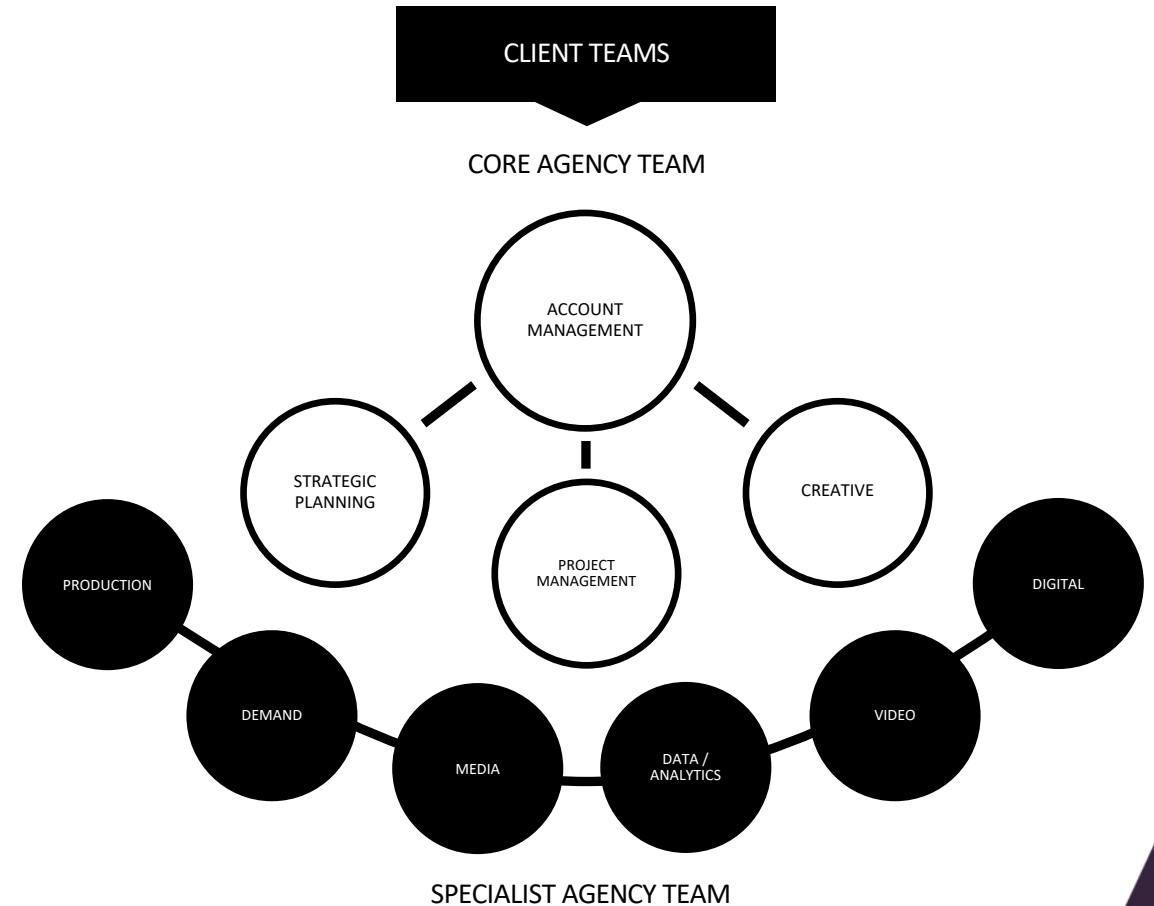 CLIENT TEAMS
CORE AGENCY TEAM
ACCOUNT
MANAGEMENT
STRATEGIC
PLANNING
CREATIVE
PROJECT
MANAGEMENT
PRODUCTION
DIGITAL
DEMAND
VIDEO
MEDIA
DATA /
ANALYTICS
SPECIALIST AGENCY TEAM